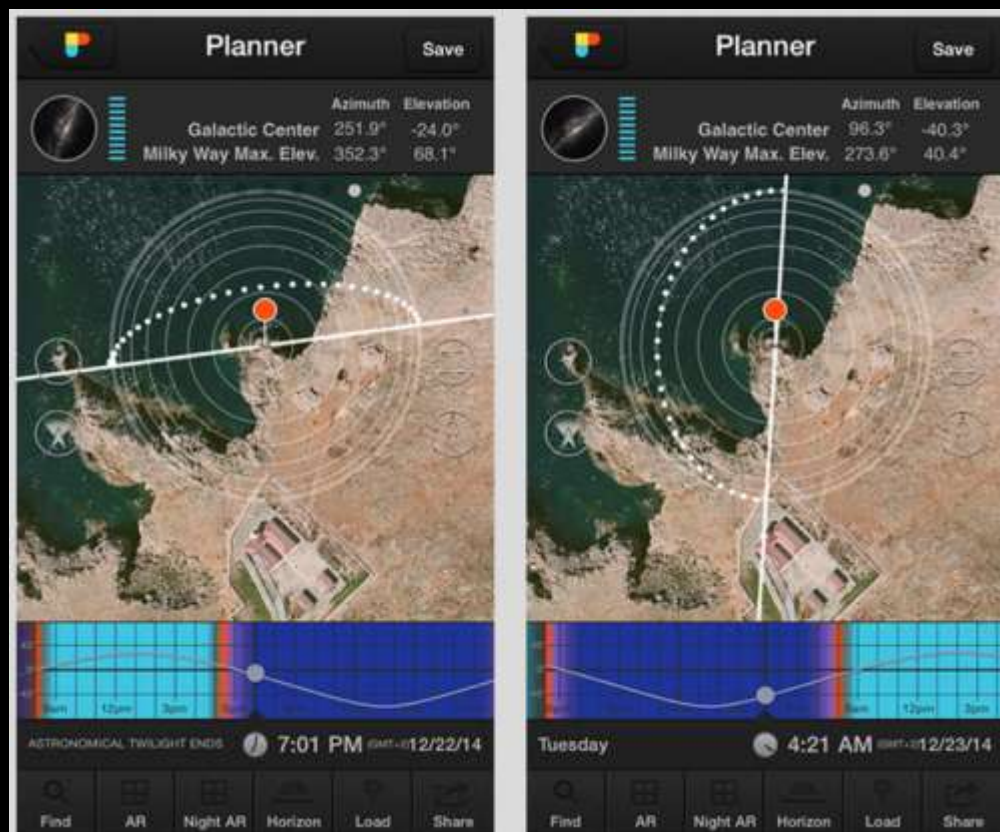 Planner
Save
Azimuth Elevation
Galactic Center 251.9° -24.0°
Milky Way Max. Elev. 352.3° 68.1°
12pm 3pm
ASTRONOMICAL TWILIGHT ENDS 7:01 PM 12/22/14
Find AR Night AR Horizon Load Share
Planner
Save
Azimuth Elevation
Galactic Center 96.3° -40.3°
Milky Way Max. Elev. 273.6° 40.4°
12pm 3pm
Tuesday 4:21 AM 12/23/14
Find AR Night AR Horizon Load Share